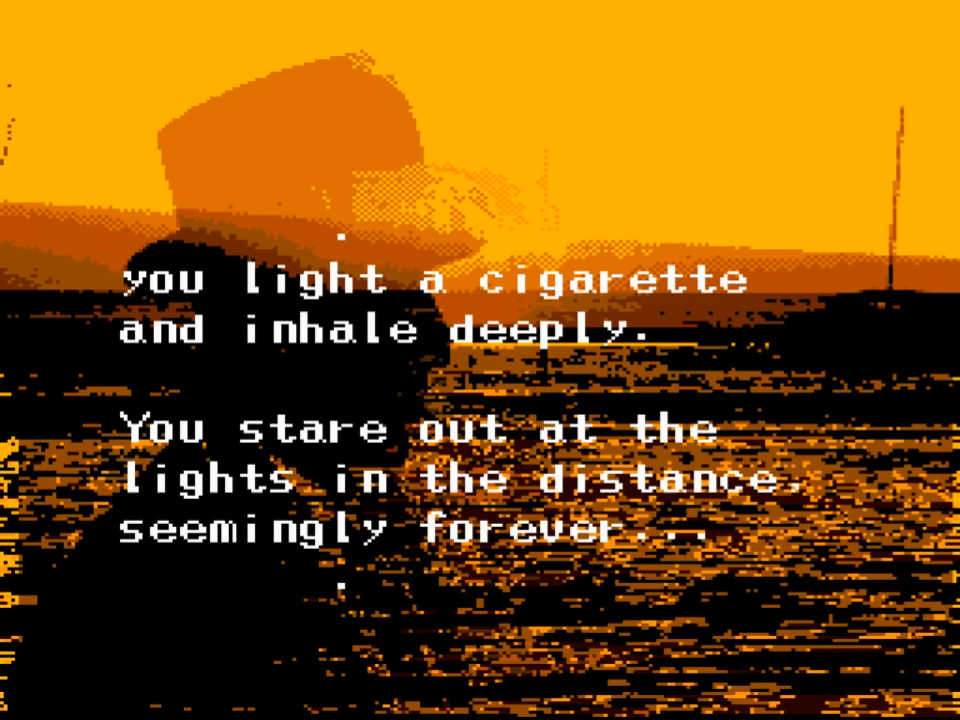 .
you light a cigarette
and inhale deeply.
You stare out at the
lights in the distance,
seemingly forever...
.